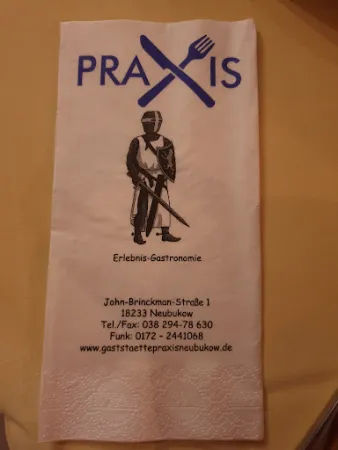 PRAXIS
Erlebnis-Gastronomie
John-Brinckman-Straße 1
18233 Neubukow
Tel./Fax: 038 294-78 630
Funk: 0172 - 2441068
www.gaststaettepraxisneubukow.de